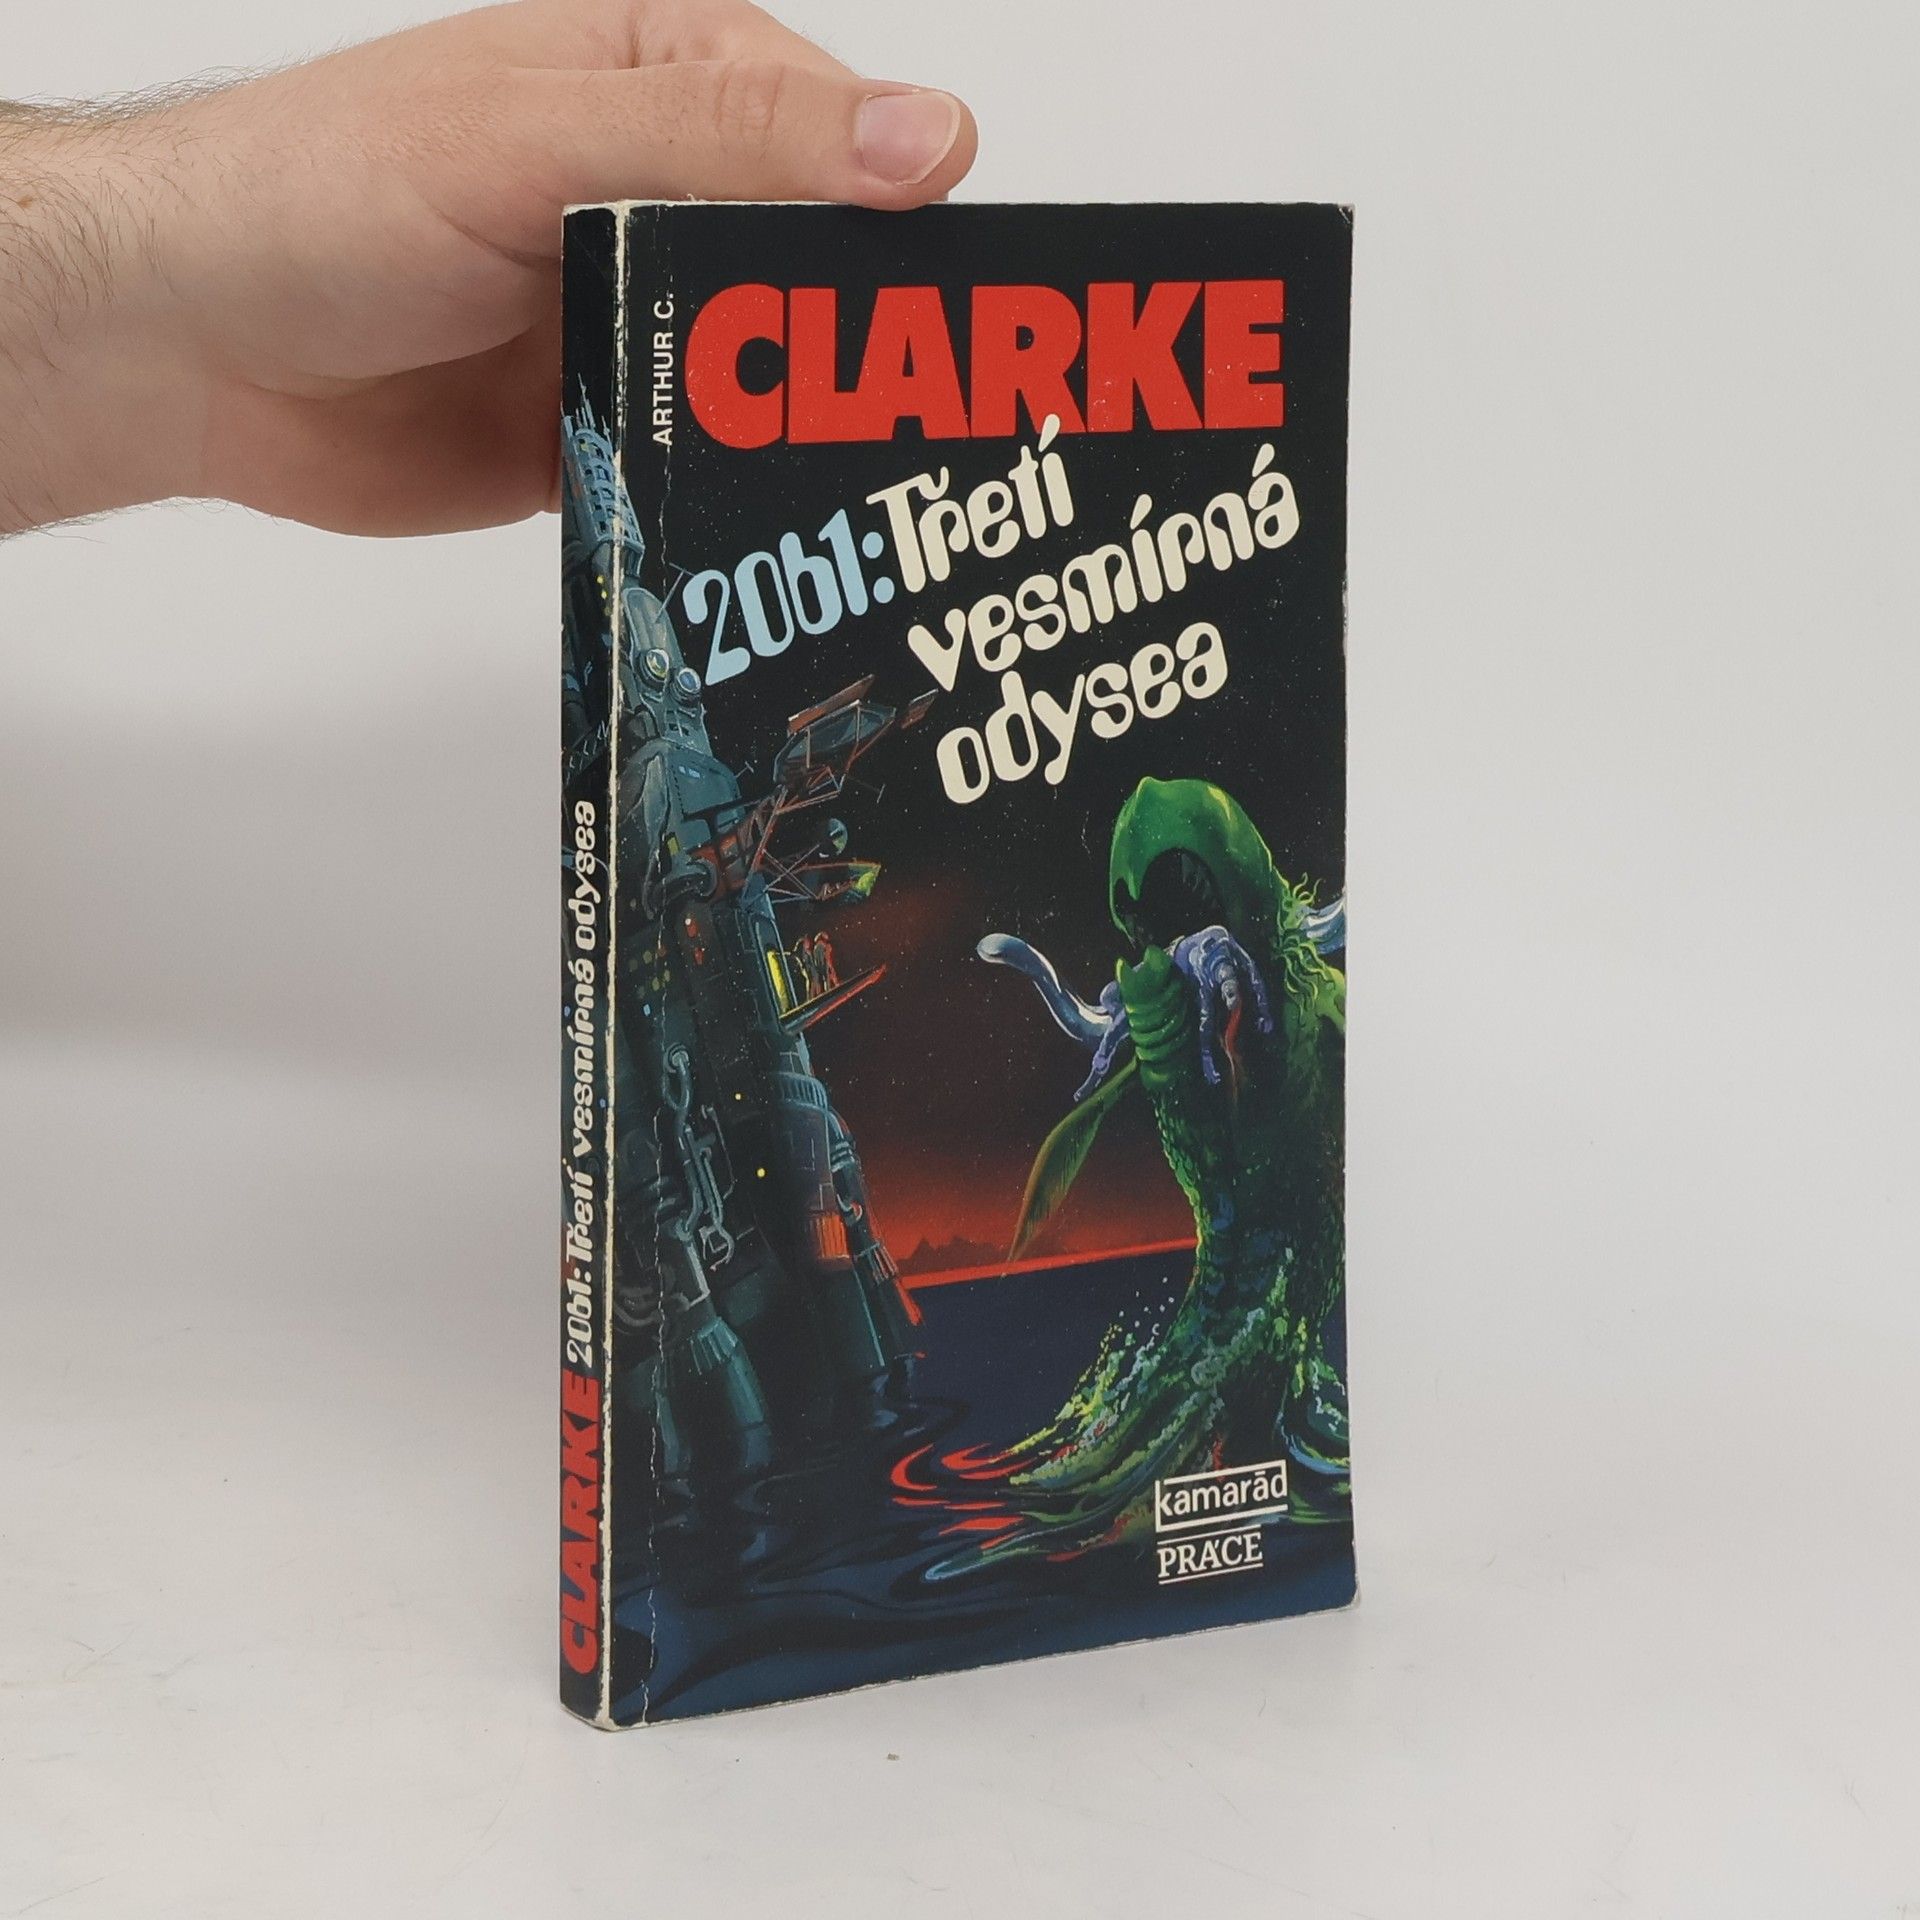 ARTHUR C.
CLARKE
2061: Třetí
vesmírná
odysea
kamarád
PRÁCE
CLARKE 2061: Třetí vesmírná odysea